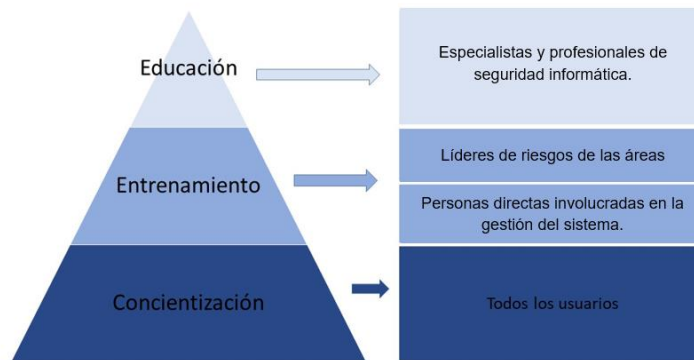 Educación
Especialistas y profesionales de
seguridad informática.
Entrenamiento
Líderes de riesgos de las áreas
Personas directas involucradas en la
gestión del sistema.
Concientización
Todos los usuarios